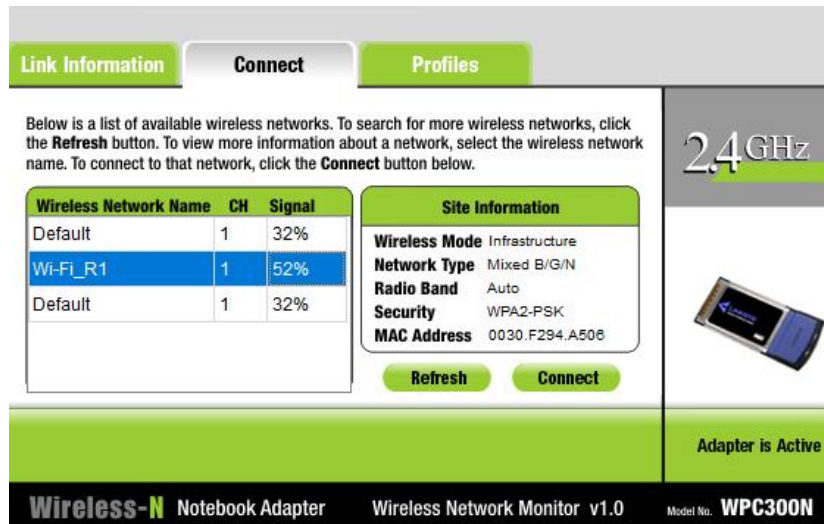 Link Information
Connect
Profiles
Below is a list of available wireless networks. To search for more wireless networks, click
the Refresh button. To view more information about a network, select the wireless network
name. To connect to that network, click the Connect button below.
2.4 GHz
Wireless Network Name CH Signal
Default 1 32%
Wi-Fi_R1 1 52%
Default 1 32%
Site Information
Wireless Mode Infrastructure
Network Type Mixed B/G/N
Radio Band Auto
Security WPA2-PSK
MAC Address 0030.F294.A506
Refresh
Connect
LINKSYS
Adapter is Active
Wireless-N Notebook Adapter Wireless Network Monitor v1.0 Model No. WPC300N